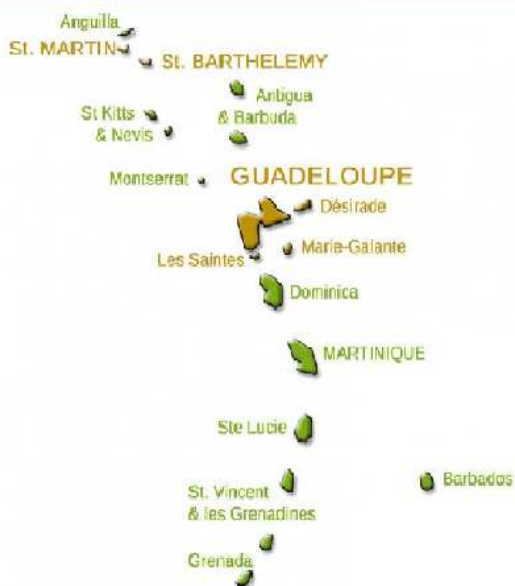 Anguilla
St. MARTIN
St. BARTHELEMY
Antigua
& Barbuda
St Kitts
& Nevis
Montserrat
GUADELOUPE
Désirade
Marie-Galante
Les Saintes
Dominica
MARTINIQUE
Ste Lucie
Barbados
St. Vincent
& les Grenadines
Grenada